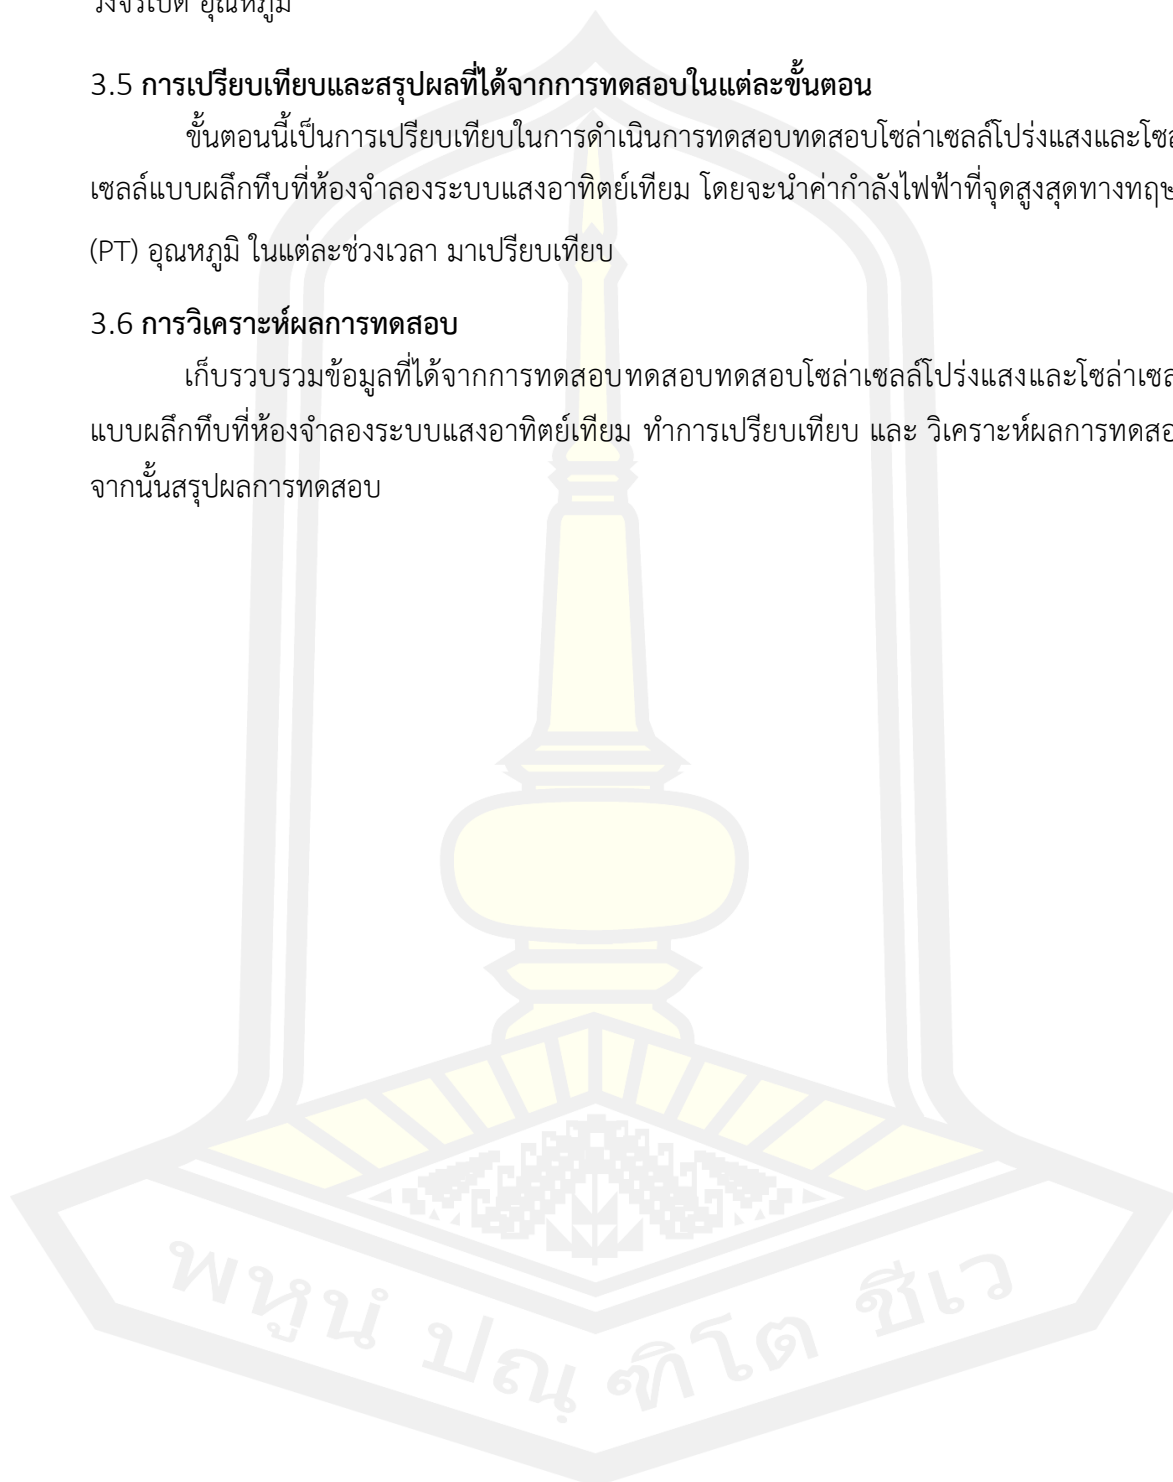 วงจรเปิด อุณหภูมิ
3.5 การเปรียบเทียบและสรุปผลที่ได้จากการทดสอบในแต่ละขั้นตอน
ขั้นตอนนี้เป็นการเปรียบเทียบในการดำเนินการทดสอบทดสอบโซล่าเซลล์โปร่งแสงและ
เซลล์แบบผลึกทึบที่ห้องจำลองระบบแสงอาทิตย์เทียม โดยจะนำค่ากำลังไฟฟ้าที่จุดสูงสุดทาง
(PT) อุณหภูมิ ในแต่ละช่วงเวลา มาเปรียบเทียบ
3.6 การวิเคราะห์ผลการทดสอบ
เก็บรวบรวมข้อมูลที่ได้จากการทดสอบทดสอบทดสอบโซล่าเซลล์โปร่งแสงและโซล่า
แบบผลึกทึบที่ห้องจำลองระบบแสงอาทิตย์เทียม ทำการเปรียบเทียบ และ วิเคราะห์ผลการ
จากนั้นสรุปผลการทดสอบ
พหูนํ ปณฺฑิโต ชีเว